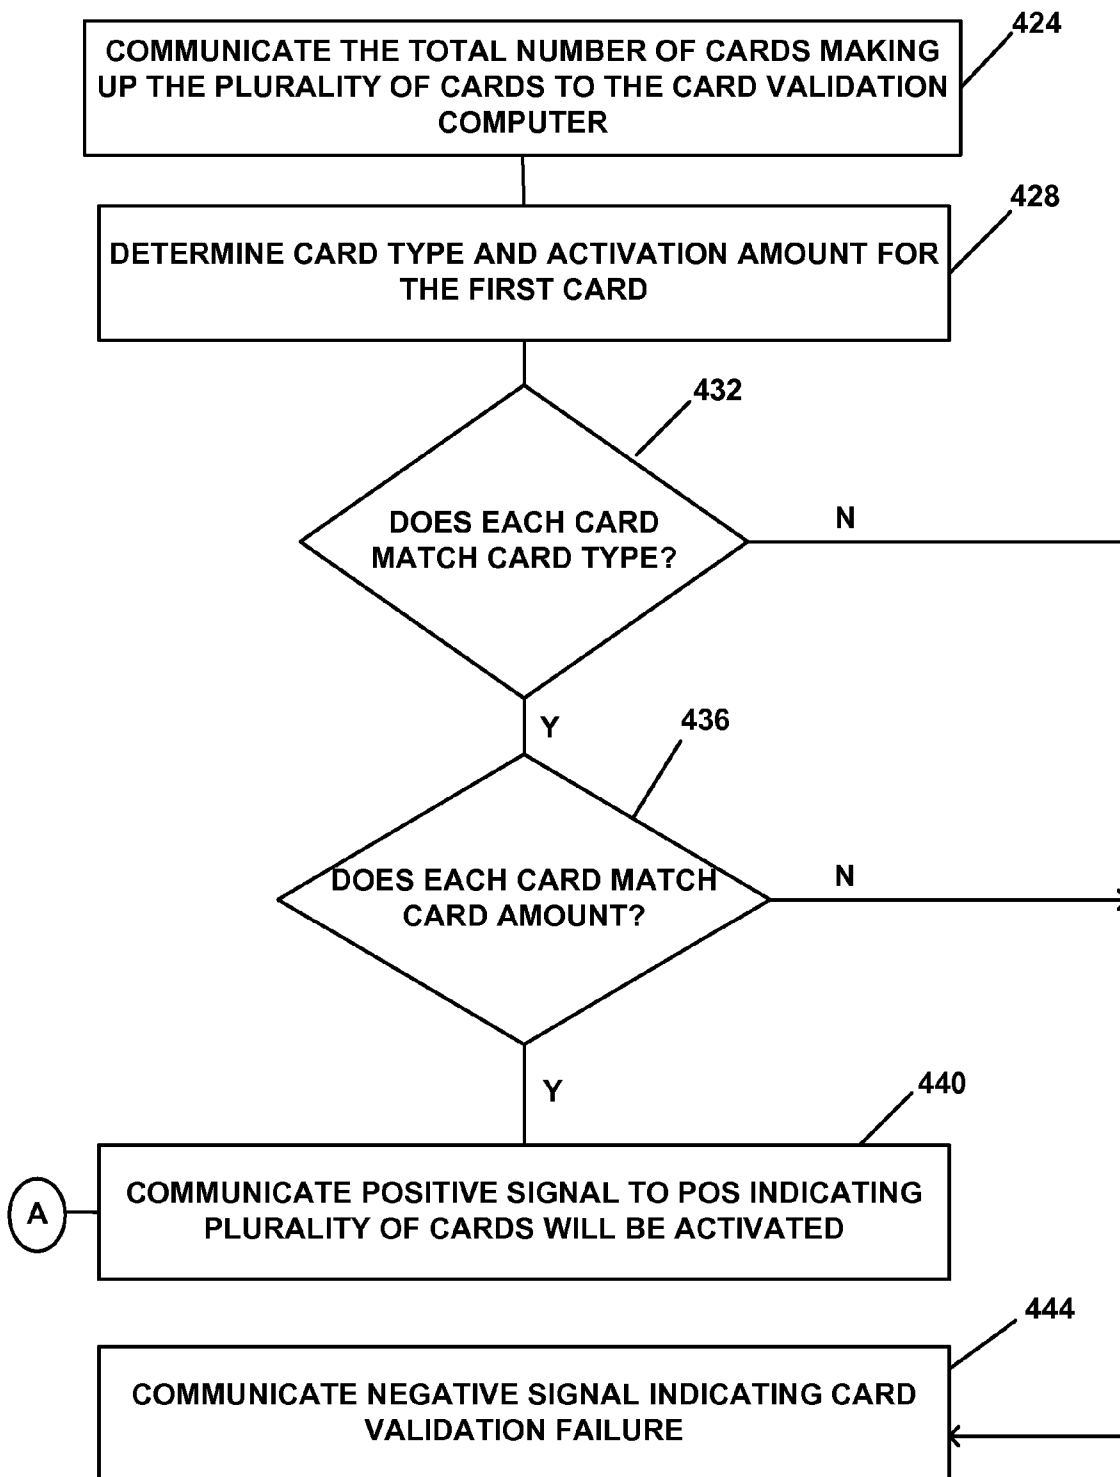 424
COMMUNICATE THE TOTAL NUMBER OF CARDS MAKING
UP THE PLURALITY OF CARDS TO THE CARD VALIDATION
COMPUTER
428
DETERMINE CARD TYPE AND ACTIVATION AMOUNT FOR
THE FIRST CARD
432
DOES EACH CARD
MATCH CARD TYPE?
N
Y
436
DOES EACH CARD MATCH
CARD AMOUNT?
N
Y
440
A
COMMUNICATE POSITIVE SIGNAL TO POS INDICATING
PLURALITY OF CARDS WILL BE ACTIVATED
444
COMMUNICATE NEGATIVE SIGNAL INDICATING CARD
VALIDATION FAILURE